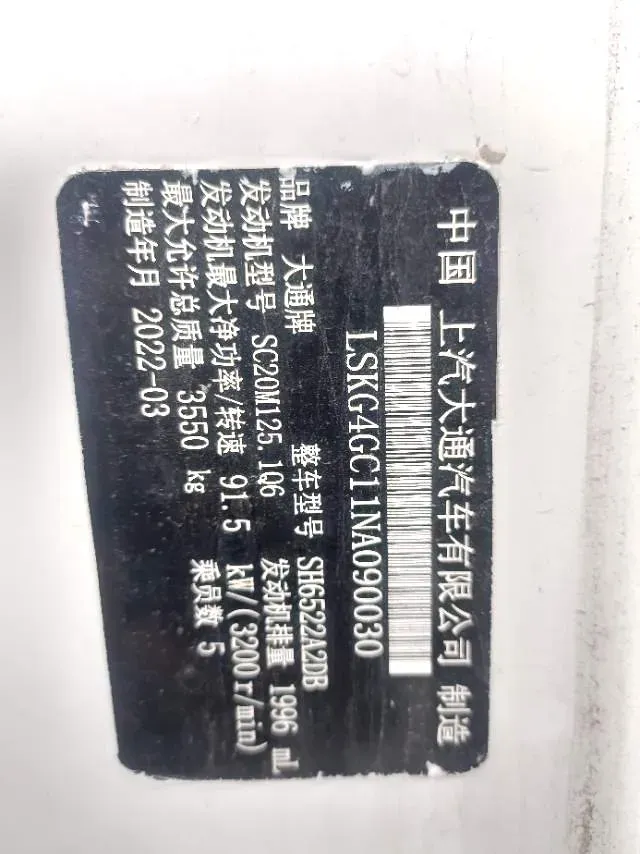 中国 上汽大通汽车有限公司 制造
LSKG4GC11NA090030
品牌 大通牌 整车型号 SH6522A2DB
发动机型号 SC20M125.1Q6 发动机排量 1996 mL
发动机最大净功率/转速 91.5 kW/(3200r/min)
最大允许总质量 3550 kg 乘员数 5
制造年月 2022-03